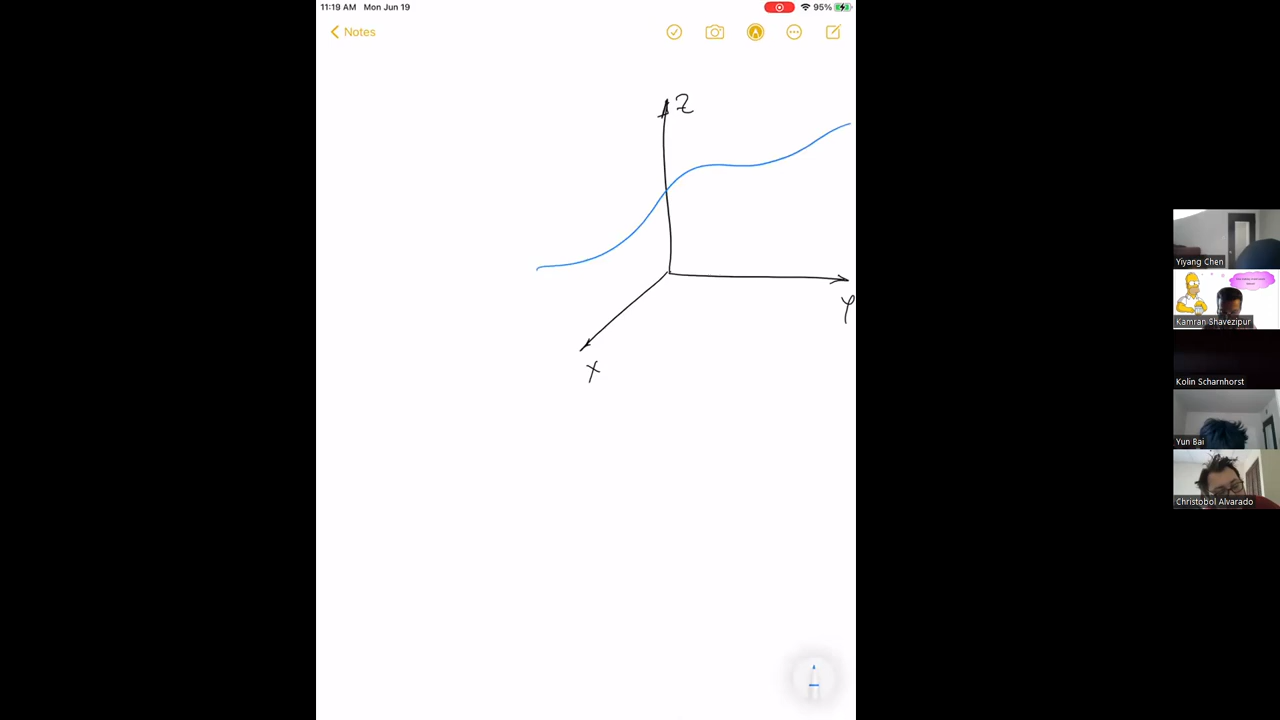 11:19 AM Mon Jun 19
95%
Notes
Z
Y
X
Yiyang Chen
Kamran Shavezipur
Kolin Scharnhorst
Yun Bai
Christobol Alvarado